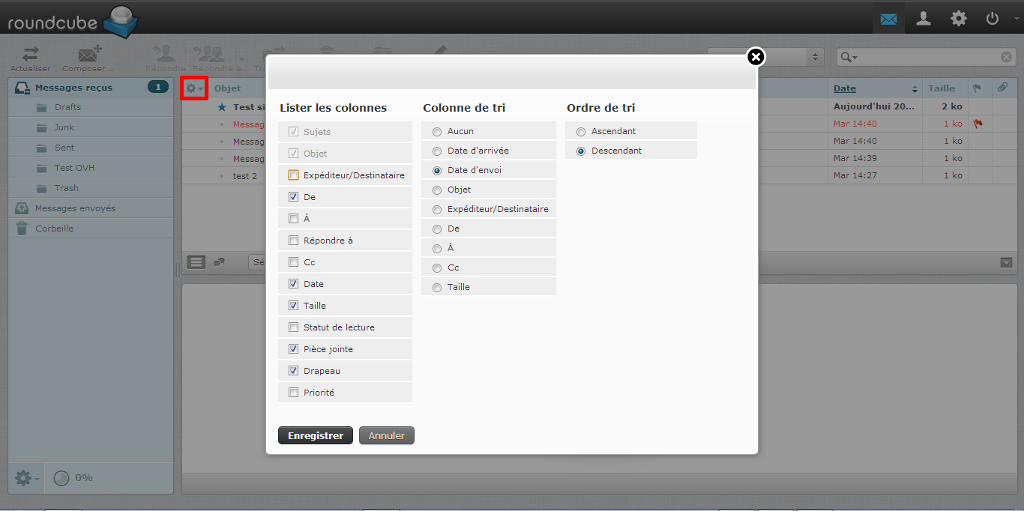 roundcube
Actualiser
Composer...
Répondre
Répondre à...
Messages reçus
1
Drafts
Junk
Sent
Test OVH
Trash
Messages envoyés
Corbeille
0%
Objet
Date
Taille
Test si
Aujourd'hui 20...
2 ko
Messag
Mar 14:40
1 ko
Messag
Mar 14:40
1 ko
Messag
Mar 14:39
1 ko
test 2
Mar 14:27
1 ko
Sé
Lister les colonnes
Sujets
Objet
Expéditeur/Destinataire
De
À
Répondre à
Cc
Date
Taille
Statut de lecture
Pièce jointe
Drapeau
Priorité
Colonne de tri
Aucun
Date d'arrivée
Date d'envoi
Objet
Expéditeur/Destinataire
De
À
Cc
Taille
Ordre de tri
Ascendant
Descendant
Enregistrer
Annuler